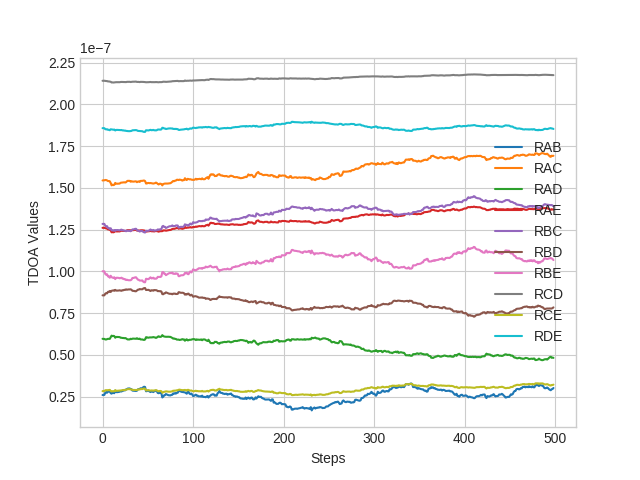 1e−7
2.25
2.00
1.75
1.50
1.25
1.00
0.75
0.50
0.25
TDOA Values
0 100 200 300 400 500
Steps
RAB
RAC
RAD
RAE
RBC
RBD
RBE
RCD
RCE
RDE